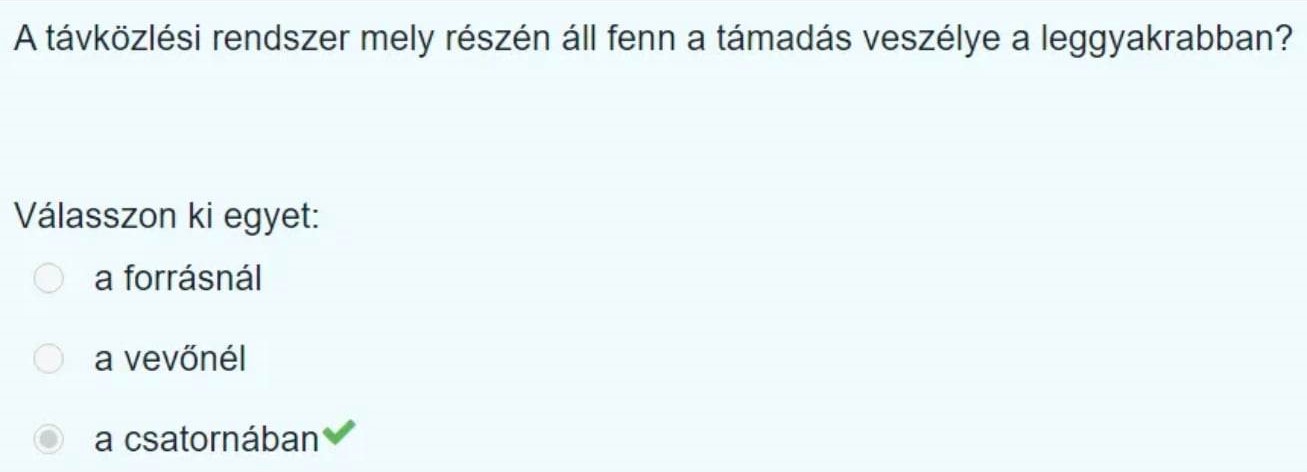 A távközlési rendszer mely részén áll fenn a támadás veszélye a leggyakrabban?
Válasszon ki egyet:
a forrásnál
a vevőnél
a csatornában